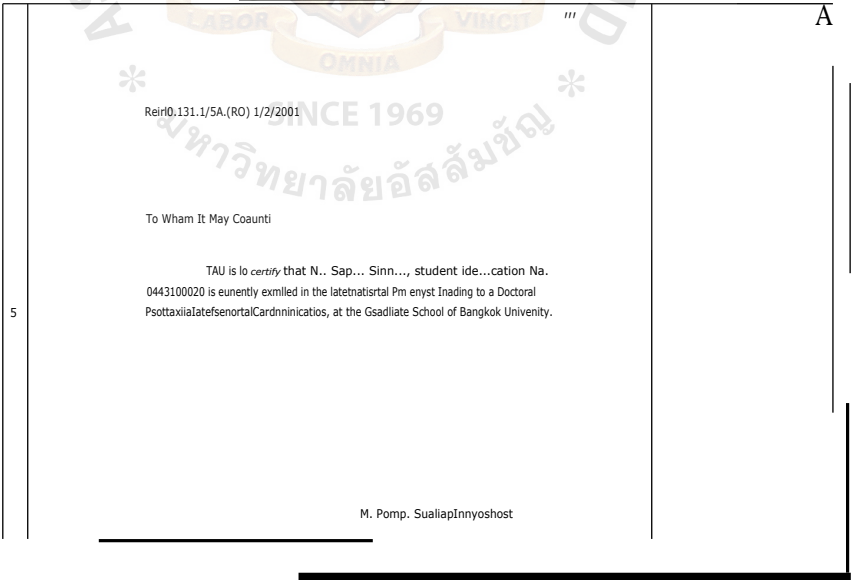 LABOR VINCIT
'''
A
OMNIA
Reirl0.131.1/5A.(RO) 1/2/2001
SINCE 1969
มหาวิทยาลัยอัสสัมชัญ
To Wham It May Coaunti
TAU is lo certify that N.. Sap... Sinn..., student ide...cation Na.
0443100020 is eunently exmlled in the latetnatisrtal Pm enyst Inading to a Doctoral
5
PsottaxiiaIatefsenortalCardnninicatios, at the Gsadliate School of Bangkok Univenity.
M. Pomp. SualiapInnyoshost